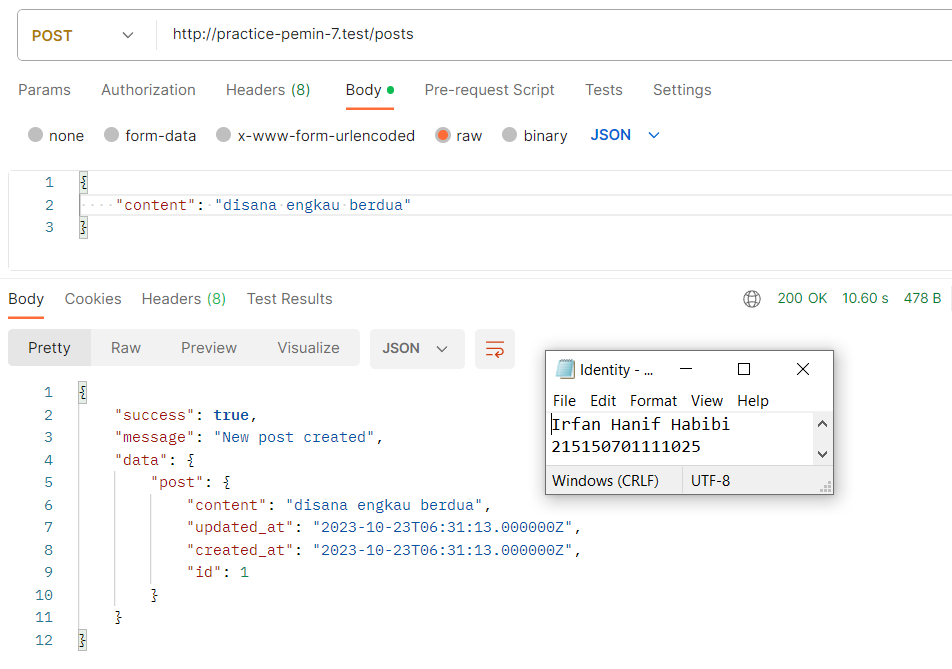 POST http://practice-pemin-7.test/posts
Params Authorization Headers (8) Body Pre-request Script Tests Settings
none form-data x-www-form-urlencoded raw binary JSON
1 {
2 ····"content":·"disana·engkau·berdua"
3 }
Body Cookies Headers (8) Test Results 200 OK 10.60 s 478 B
Pretty Raw Preview Visualize JSON
1 {
2 "success": true,
3 "message": "New post created",
4 "data": {
5 "post": {
6 "content": "disana engkau berdua",
7 "updated_at": "2023-10-23T06:31:13.000000Z",
8 "created_at": "2023-10-23T06:31:13.000000Z",
9 "id": 1
10 }
11 }
12 }
Identity - ...
File Edit Format View Help
Irfan Hanif Habibi
215150701111025
Windows (CRLF) UTF-8